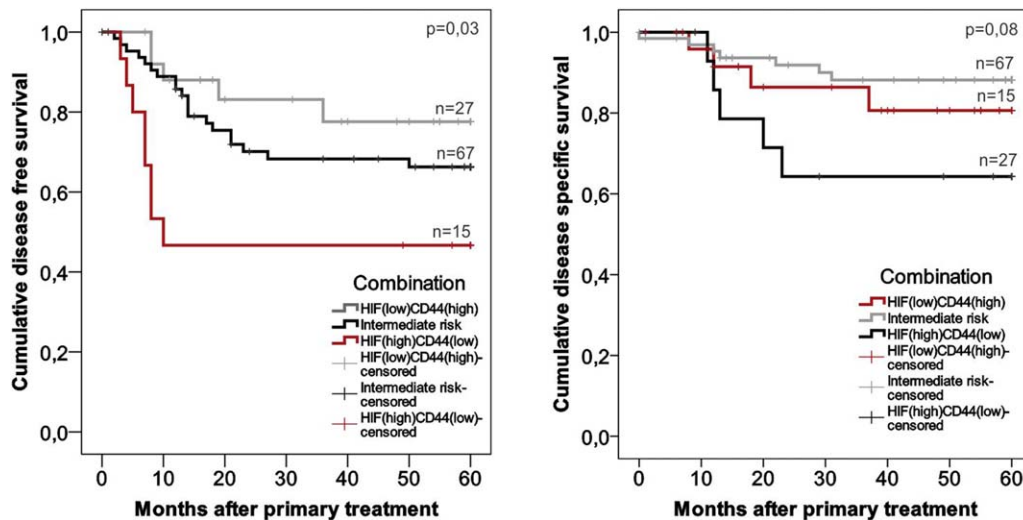 Cumulative disease free survival
1,0
0,8
0,6
0,4
0,2
0,0
p=0,03
n=27
n=67
n=15
Combination
HIF(low)CD44(high)
Intermediate risk
HIF(high)CD44(low)
HIF(low)CD44(high)-
censored
Intermediate risk-
censored
HIF(high)CD44(low)-
censored
0 10 20 30 40 50 60
Months after primary treatment
Cumulative disease specific survival
1,0
0,8
0,6
0,4
0,2
0,0
p=0,08
n=67
n=15
n=27
Combination
HIF(low)CD44(high)
Intermediate risk
HIF(high)CD44(low)
HIF(low)CD44(high)-
censored
Intermediate risk-
censored
HIF(high)CD44(low)-
censored
0 10 20 30 40 50 60
Months after primary treatment